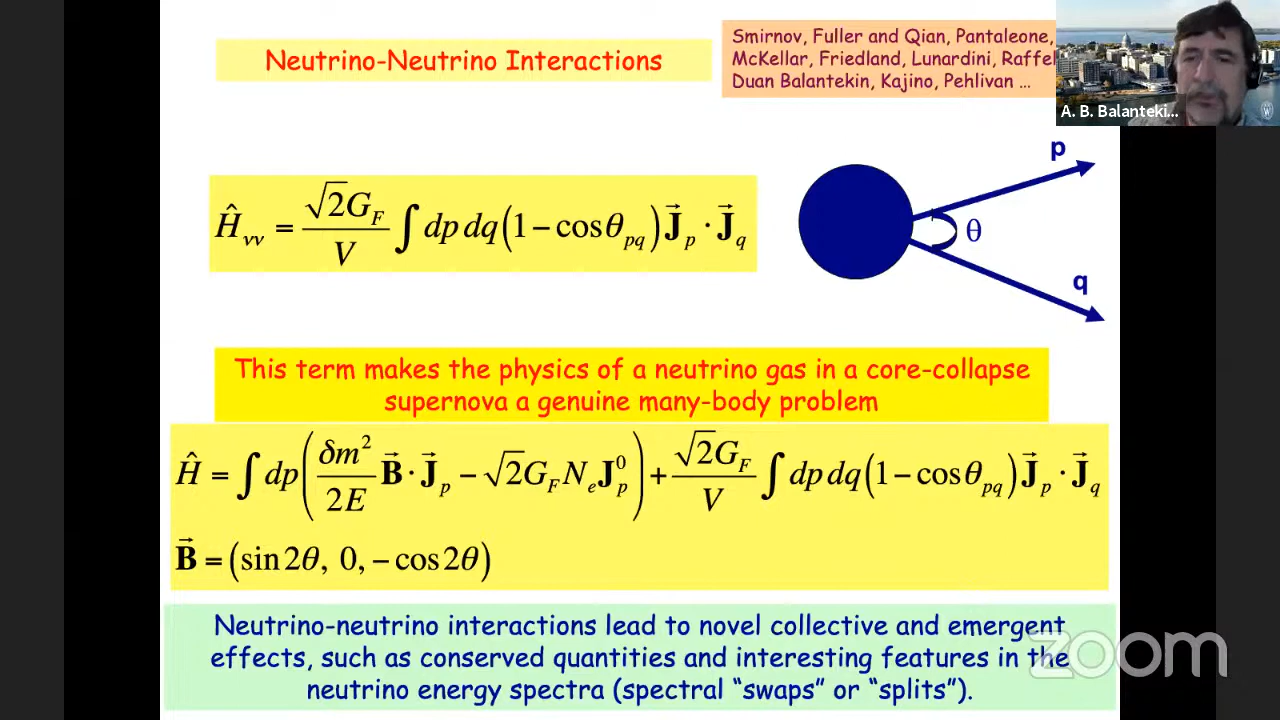 Neutrino-Neutrino Interactions
Smirnov, Fuller and Qian, Pantaleone,
McKellar, Friedland, Lunardini, Raffel
Duan Balantekin, Kajino, Pehlivan …
A. B. Balanteki...
p
θ
q
Ĥ_νν = √2G_F/V ∫ dp dq (1 − cosθ_pq) J⃗_p · J⃗_q
This term makes the physics of a neutrino gas in a core-collapse
supernova a genuine many-body problem
Ĥ = ∫ dp (δm²/2E B⃗ · J⃗_p − √2G_F N_e J_p⁰) + √2G_F/V ∫ dp dq (1 − cosθ_pq) J⃗_p · J⃗_q
B⃗ = (sin2θ, 0, − cos2θ)
Neutrino-neutrino interactions lead to novel collective and emergent
effects, such as conserved quantities and interesting features in the
neutrino energy spectra (spectral “swaps” or “splits”).
zoom